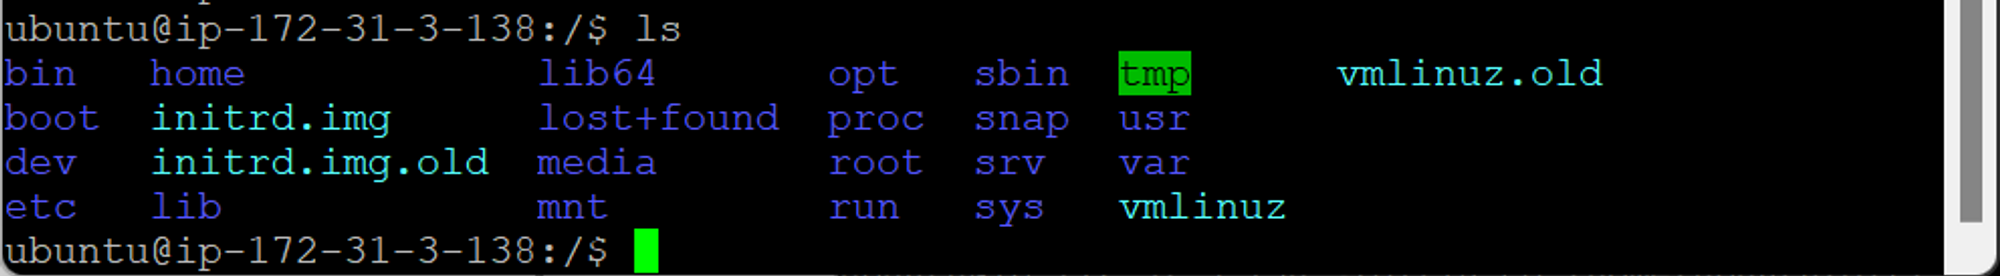 ubuntu@ip-172-31-3-138:/$ ls
bin home lib64 opt sbin tmp vmlinuz.old
boot initrd.img lost+found proc snap usr
dev initrd.img.old media root srv var
etc lib mnt run sys vmlinuz
ubuntu@ip-172-31-3-138:/$